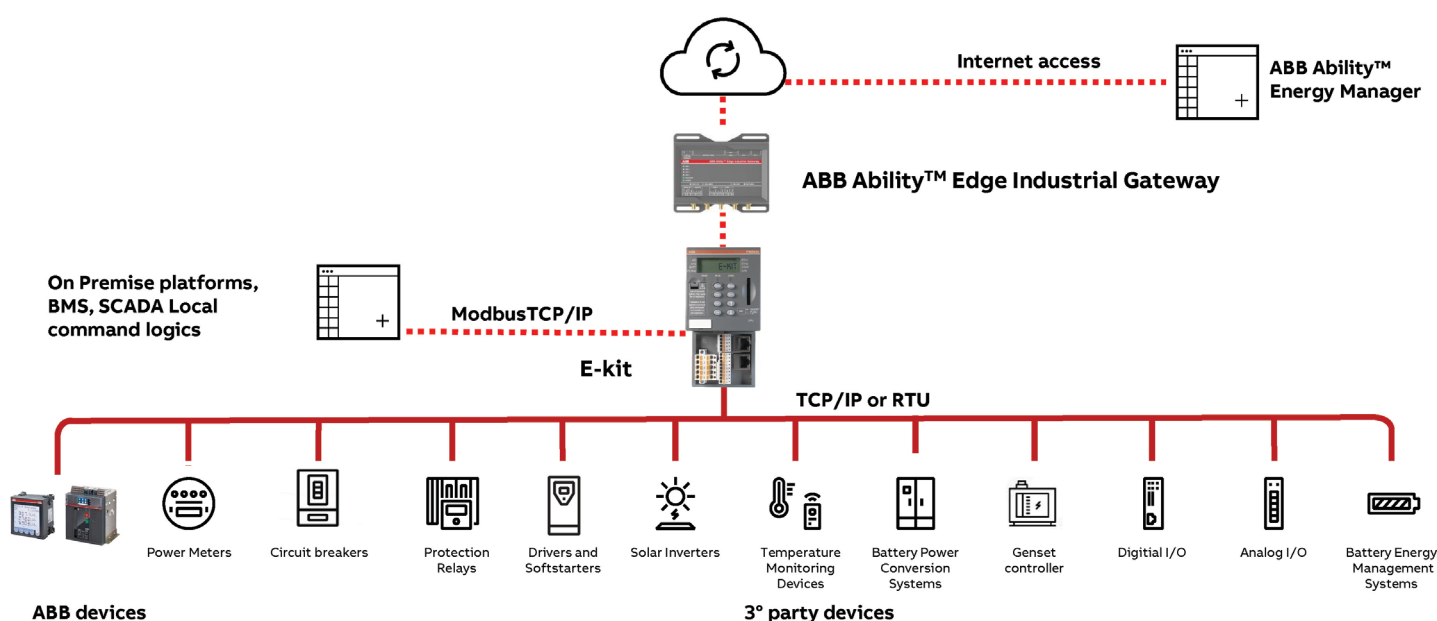 Internet access
ABB Ability™
Energy Manager
ABB Ability™ Edge Industrial Gateway
On Premise platforms,
BMS, SCADA Local
command logics
ModbusTCP/IP
E-KIT
E-kit
TCP/IP or RTU
Power Meters
Circuit breakers
Protection
Relays
Drivers and
Softstarters
Solar Inverters
Temperature
Monitoring
Devices
Battery Power
Conversion
Systems
Genset
controller
Digitial I/O
Analog I/O
Battery Energy
Management
Systems
ABB devices
3° party devices